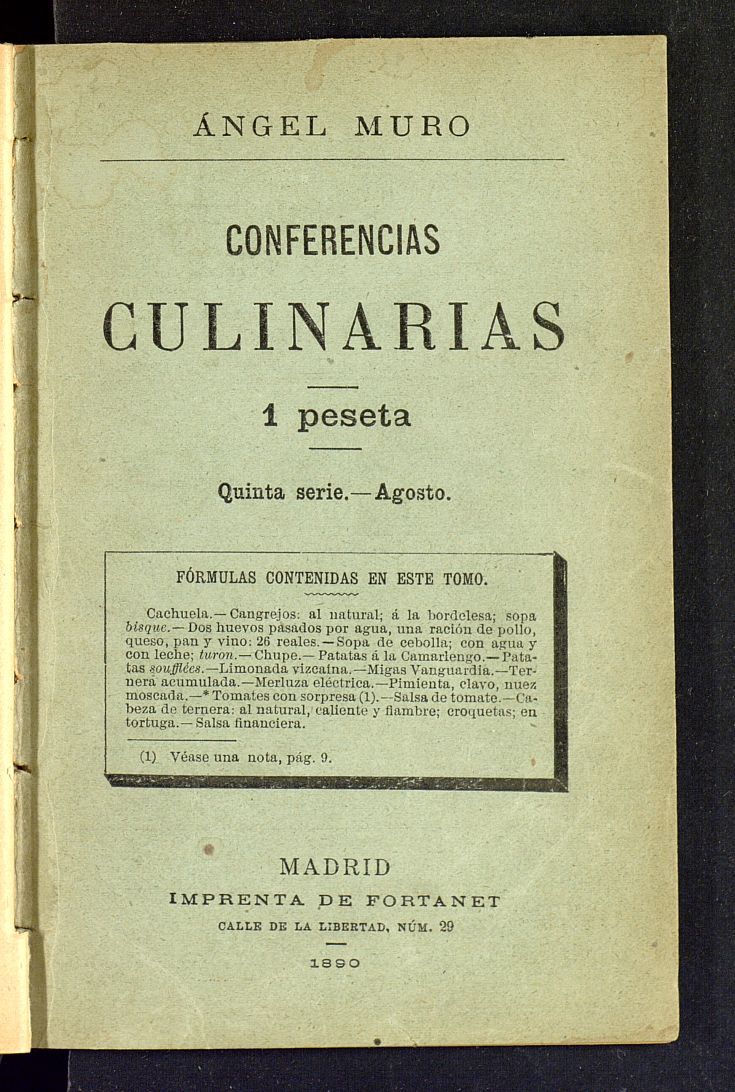 ÁNGEL MURO
CONFERENCIAS
CULINARIAS
1 peseta
Quinta serie.—Agosto.
FÓRMULAS CONTENIDAS EN ESTE TOMO.
Cachuela.—Cangrejos: al natural; á la bordelesa; sopa
bisque.—Dos huevos pasados por agua, una ración de pollo,
queso, pan y vino: 26 reales.—Sopa de cebolla; con agua y
con leche; turon.—Chupe.—Patatas á la Camarlengo.—Pata-
tas soufflées.—Limonada vizcaína.—Migas Vanguardia.—Ter-
nera acumulada.—Merluza eléctrica.—Pimienta, clavo, nuez
moscada.—* Tomates con sorpresa (1).—Salsa de tomate.—Ca-
beza de ternera: al natural, caliente y fiambre; croquetas; en
tortuga.—Salsa financiera.
(1) Véase una nota, pág. 9.
MADRID
IMPRENTA DE FORTANET
CALLE DE LA LIBERTAD, NÚM. 29
1890